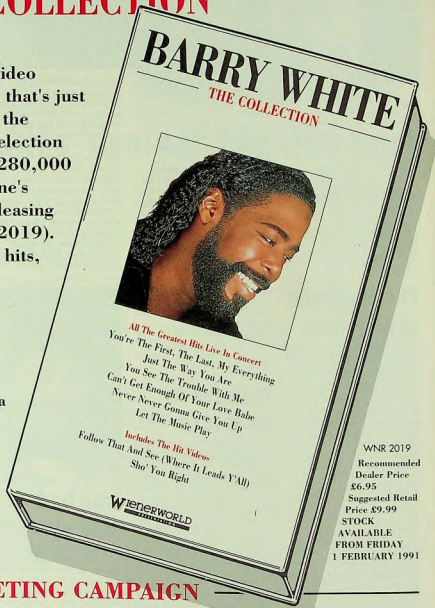 COLLECTION
ideo
that's just
the
election
280,000
ne's
leasing
2019).
hits,
a
BARRY WHITE
THE COLLECTION
All The Greatest Hits Live In Concert
You're The First, The Last, My Everything
Just The Way You Are
You See The Trouble With Me
Can't Get Enough Of Your Love Babe
Never Never Gonna Give You Up
Let The Music Play
Includes The Hit Videos
Follow That And See (Where It Leads Y'All)
Sho' You Right
WIENERWORLD
PRESENTATION
WNR 2019
Recommended
Dealer Price
£6.95
Suggested Retail
Price £9.99
STOCK
AVAILABLE
FROM FRIDAY
1 FEBRUARY 1991
ETING CAMPAIGN